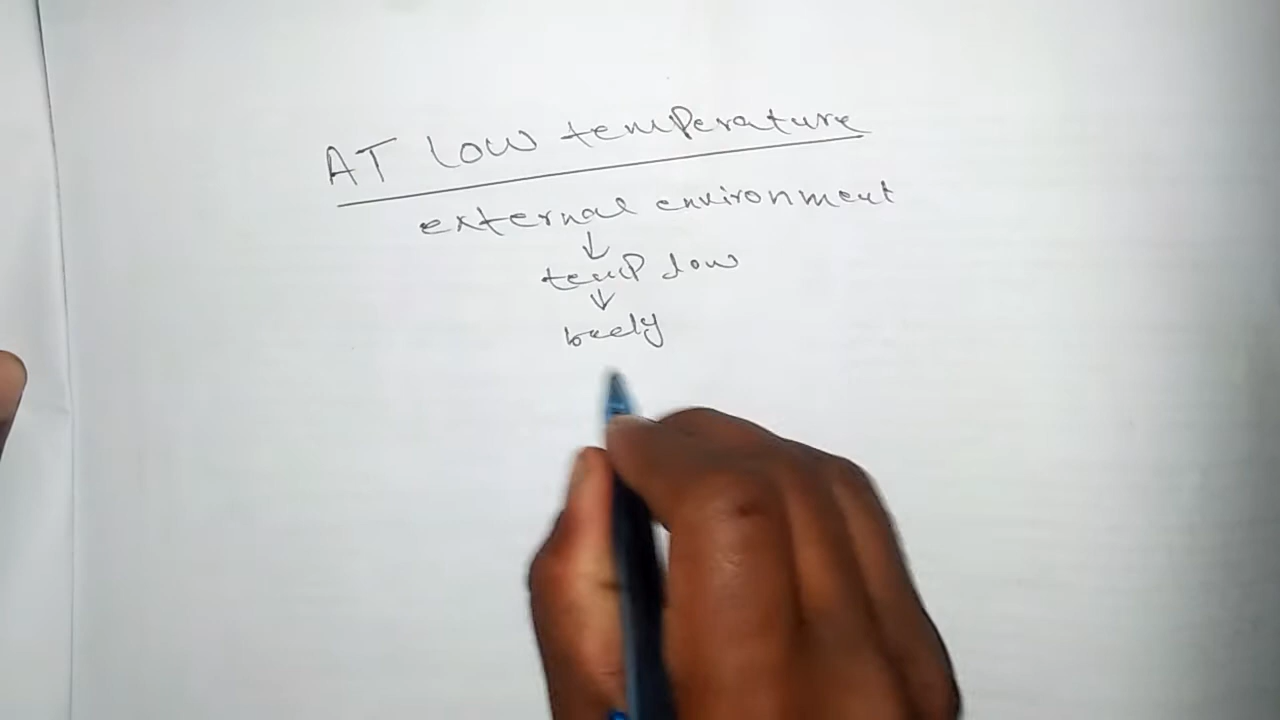 AT low temperature
external environment
↓
temp low
↓
body